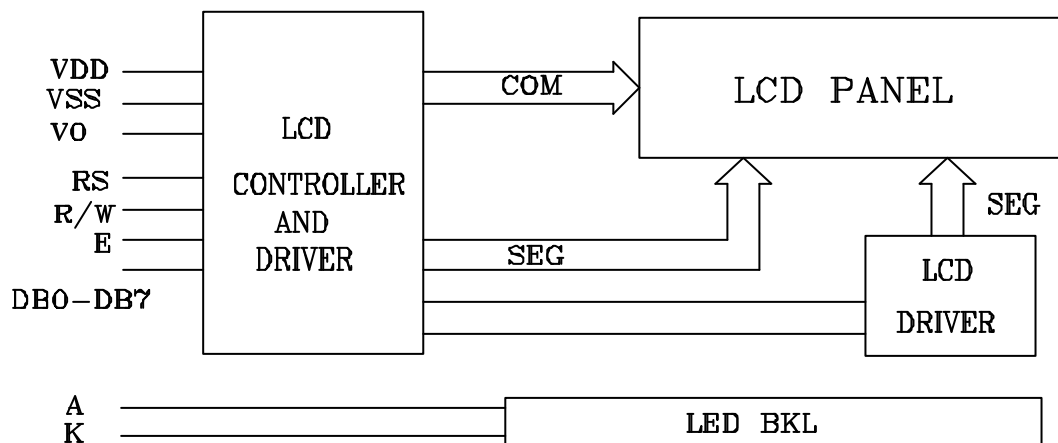 VDD
VSS
VO
RS
R/W
E
DB0-DB7
LCD
CONTROLLER
AND
DRIVER
COM
SEG
LCD PANEL
SEG
LCD
DRIVER
A
K
LED BKL